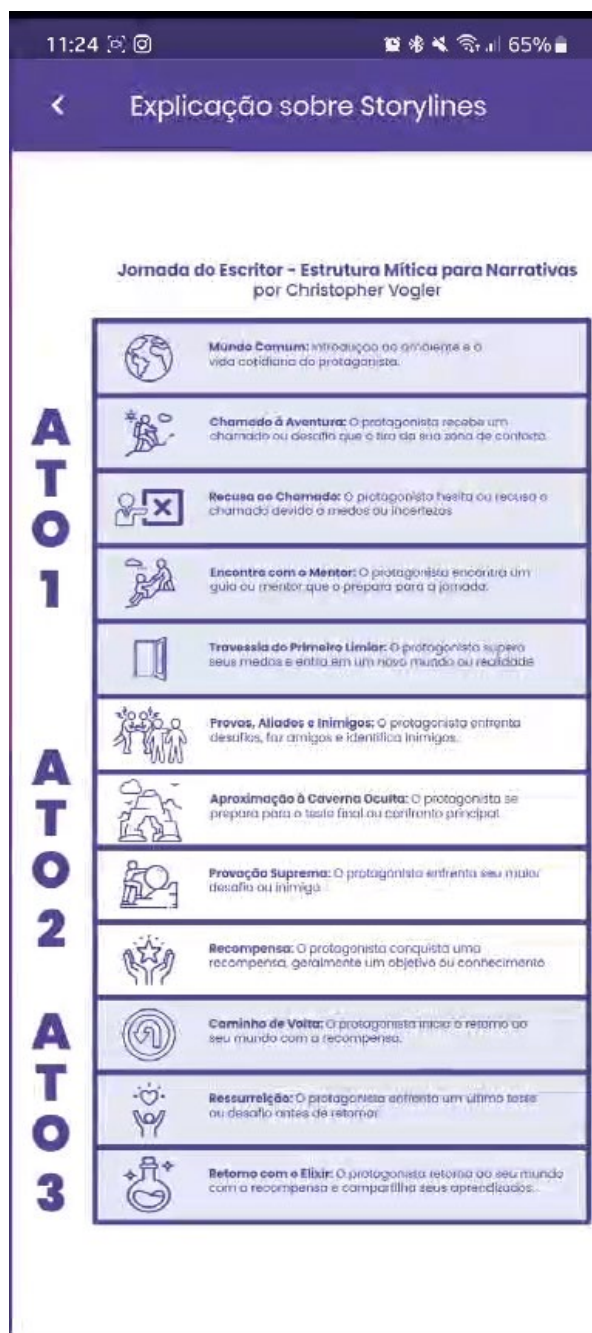 11:24
65%
Explicação sobre Storylines
Jornada do Escritor - Estrutura Mítica para Narrativas
por Christopher Vogler
ATO 1
Mundo Comum: Introdução ao ambiente e à
vida cotidiana do protagonista.
Chamado à Aventura: O protagonista recebe um
chamado ou desafio que o tira da sua zona de conforto.
Recusa ao Chamado: O protagonista hesita ou recusa o
chamado devido a medos ou incertezas
Encontro com o Mentor: O protagonista encontra um
guia ou mentor que o prepara para a jornada.
Travessia do Primeiro Limiar: O protagonista supera
seus medos e entra em um novo mundo ou realidade
ATO 2
Provas, Aliados e Inimigos: O protagonista enfrenta
desafios, faz amigos e identifica inimigos.
Aproximação à Caverna Oculta: O protagonista se
prepara para o teste final ou confronto principal
Provação Suprema: O protagonista enfrenta seu maior
desafio ou inimigo
Recompensa: O protagonista conquista uma
recompensa, geralmente um objetivo ou conhecimento
ATO 3
Caminho de Volta: O protagonista inicia o retorno ao
seu mundo com a recompensa.
Ressurreição: O protagonista enfrenta um último teste
ou desafio antes de retornar
Retorno com o Elixir: O protagonista retorna ao seu mundo
com a recompensa e compartilha seus aprendizados.